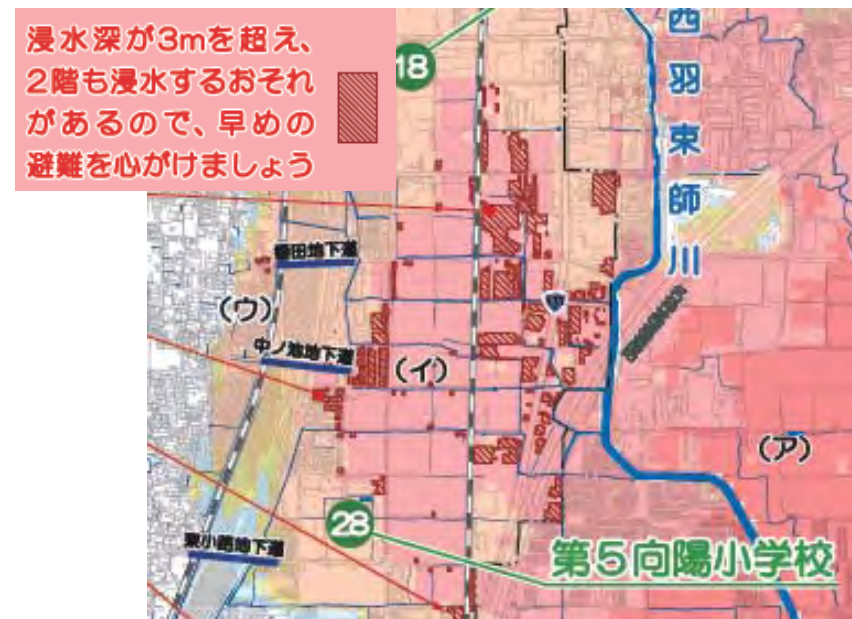 浸水深が3mを超え、
2階も浸水するおそれ
があるので、早めの
避難を心がけましょう
18
西羽束師川
(ウ)
中ノ池地下道
(イ)
(ア)
28
東小路地下道
第5向陽小学校